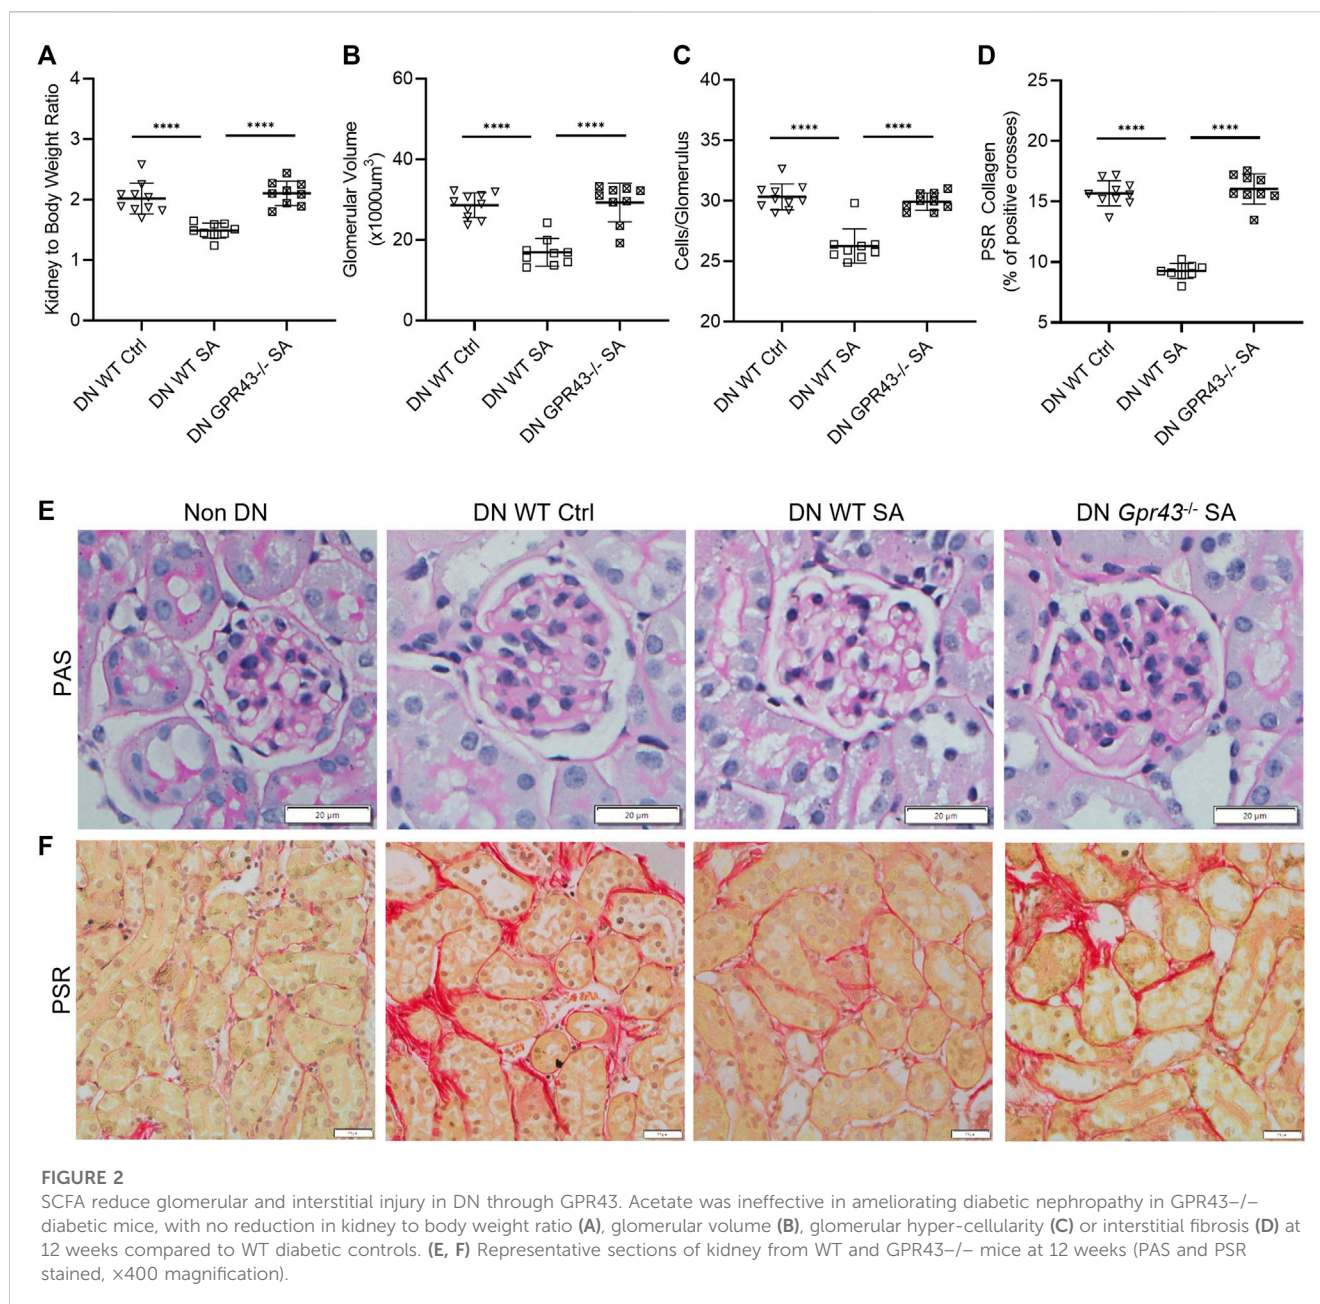 A
Kidney to Body Weight Ratio
4
3
2
1
0
****
****
DN WT Ctrl
DN WT SA
DN GPR43-/- SA
B
Glomerular Volume
(x1000um³)
60
40
20
0
****
****
DN WT Ctrl
DN WT SA
DN GPR43-/- SA
C
Cells/Glomerulus
40
35
30
25
20
****
****
DN WT Ctrl
DN WT SA
DN GPR43-/- SA
D
PSR Collagen
(% of positive crosses)
25
20
15
10
5
****
****
DN WT Ctrl
DN WT SA
DN GPR43-/- SA
E
Non DN
DN WT Ctrl
DN WT SA
DN Gpr43-/- SA
PAS
20 µm
20 µm
20 µm
20 µm
F
PSR
FIGURE 2
SCFA reduce glomerular and interstitial injury in DN through GPR43. Acetate was ineffective in ameliorating diabetic nephropathy in GPR43−/−
diabetic mice, with no reduction in kidney to body weight ratio (A), glomerular volume (B), glomerular hyper-cellularity (C) or interstitial fibrosis (D) at
12 weeks compared to WT diabetic controls. (E, F) Representative sections of kidney from WT and GPR43−/− mice at 12 weeks (PAS and PSR
stained, ×400 magnification).